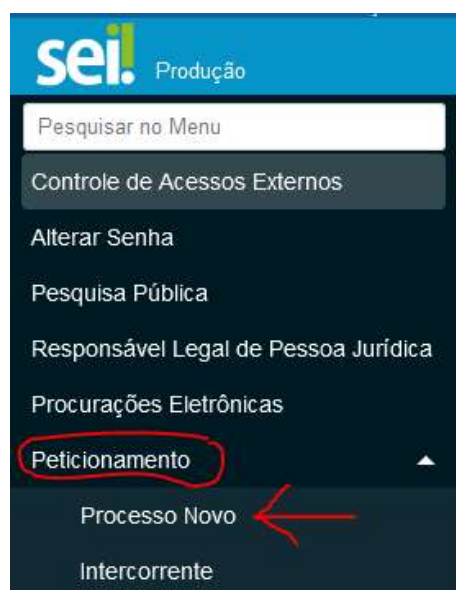 sei!
Produção
Pesquisar no Menu
Controle de Acessos Externos
Alterar Senha
Pesquisa Pública
Responsável Legal de Pessoa Jurídica
Procurações Eletrônicas
Peticionamento
Processo Novo
Intercorrente